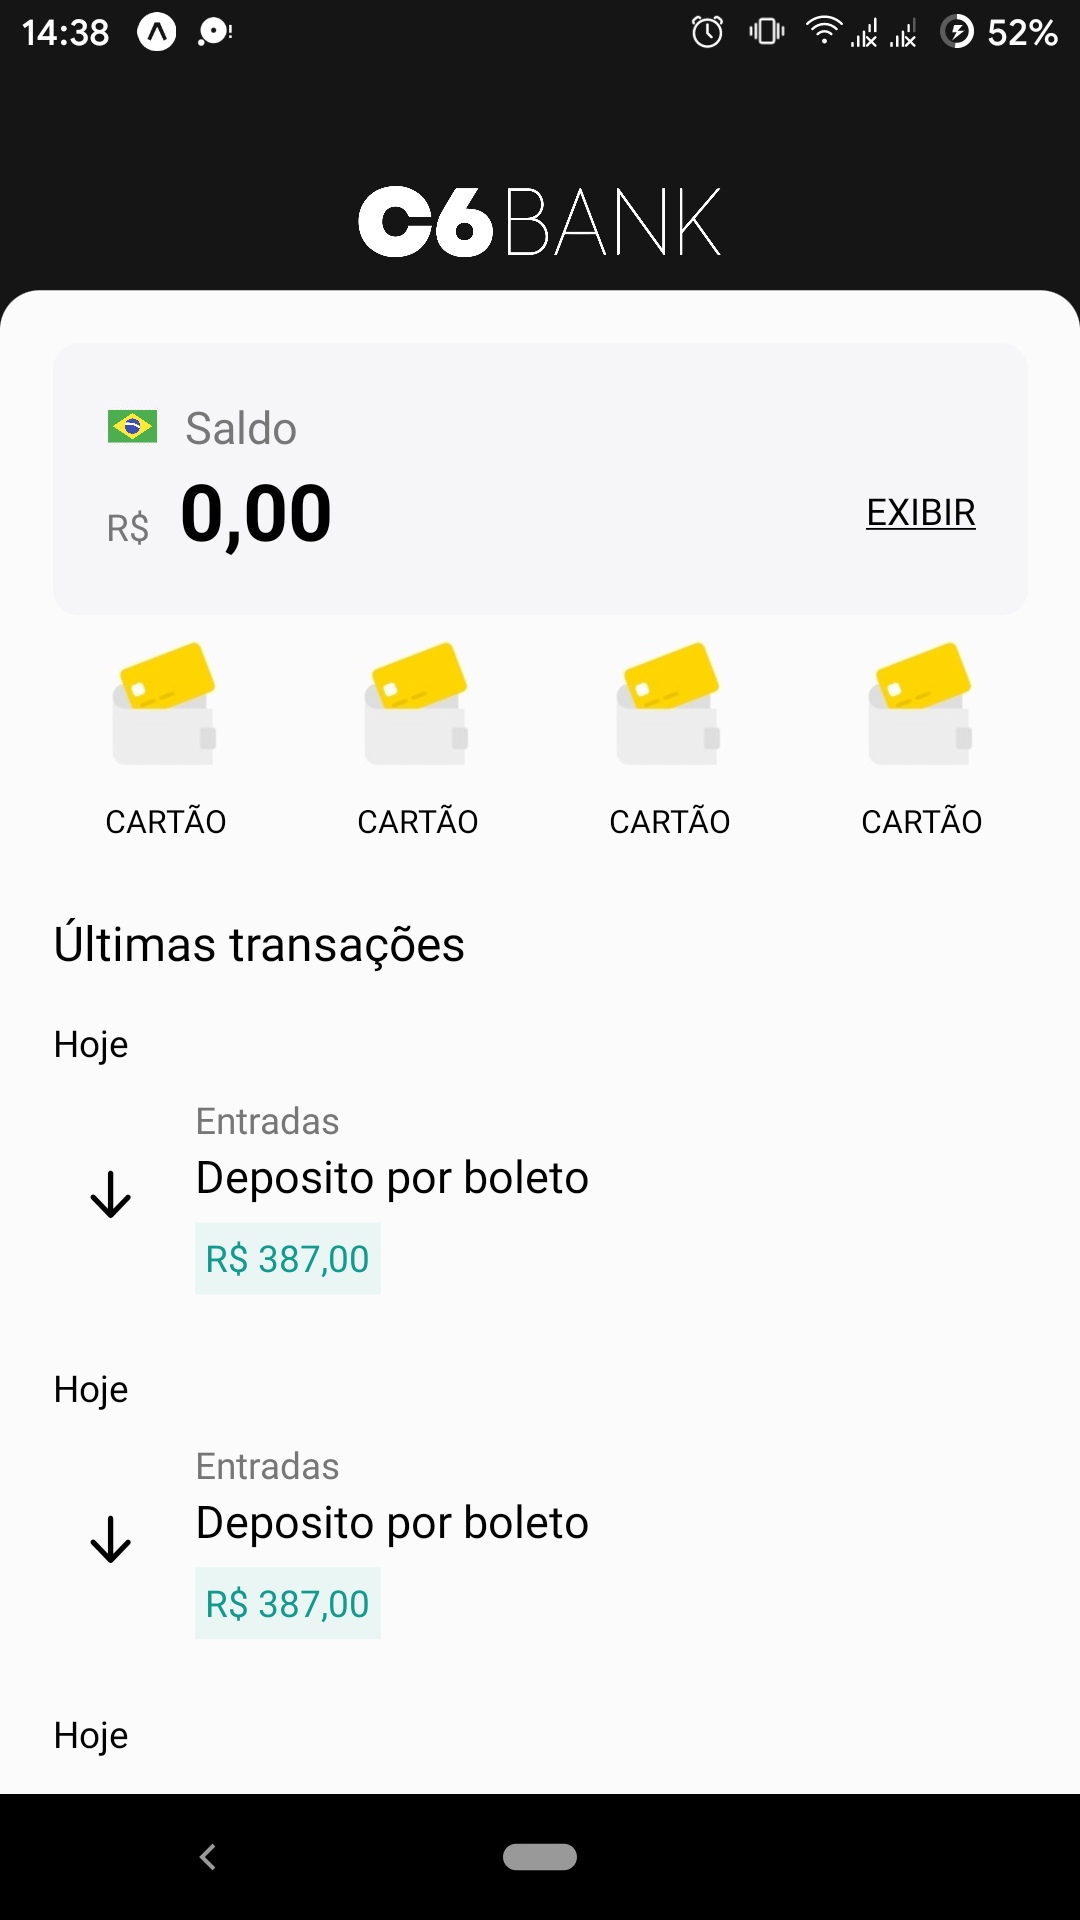 14:38 52%
C6BANK
Saldo
R$ 0,00 EXIBIR
CARTÃO CARTÃO CARTÃO CARTÃO
Últimas transações
Hoje
Entradas
Deposito por boleto
R$ 387,00
Hoje
Entradas
Deposito por boleto
R$ 387,00
Hoje